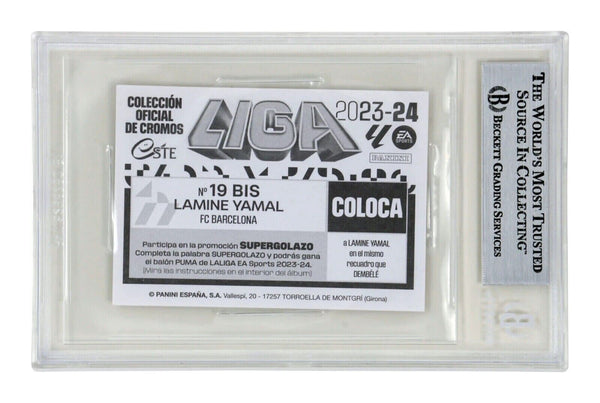 COLECCIÓN
OFICIAL
DE CROMOS
este
LIGA
2023-24
EA
SPORTS
PANINI
Nº 19 BIS
LAMINE YAMAL
FC BARCELONA
COLOCA
Participa en la promoción SUPERGOLAZO
Completa la palabra SUPERGOLAZO y podrás gana
el balón PUMA de LALIGA EA Sports 2023-24.
(Mira las instrucciones en el interior del álbum)
a LAMINE YAMAL
en el mismo
recuadro que
DEMBÉLÉ
© PANINI ESPAÑA, S.A. Vallespí, 20 - 17257 TORROELLA DE MONTGRÍ (Girona)
THE WORLD'S MOST TRUSTED
SOURCE IN COLLECTING™
BECKETT GRADING SERVICES
B